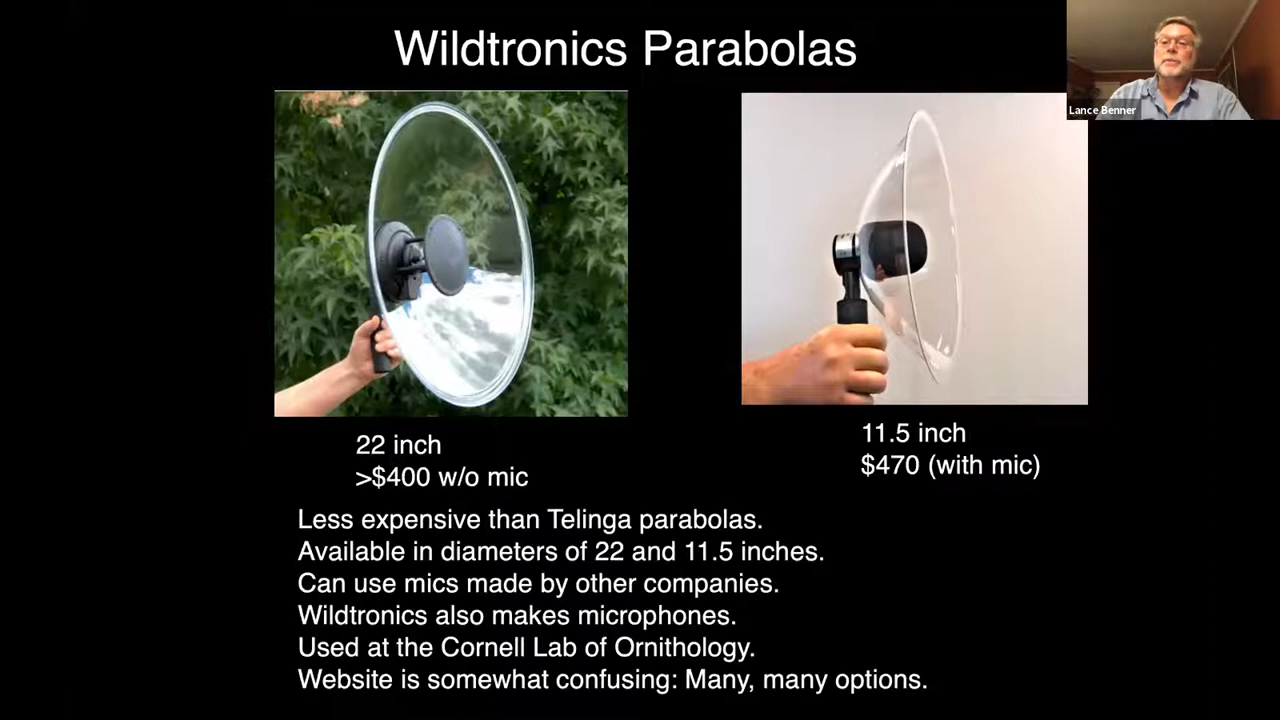 Wildtronics Parabolas
Lance Benner
22 inch
>$400 w/o mic
11.5 inch
$470 (with mic)
Less expensive than Telinga parabolas.
Available in diameters of 22 and 11.5 inches.
Can use mics made by other companies.
Wildtronics also makes microphones.
Used at the Cornell Lab of Ornithology.
Website is somewhat confusing: Many, many options.